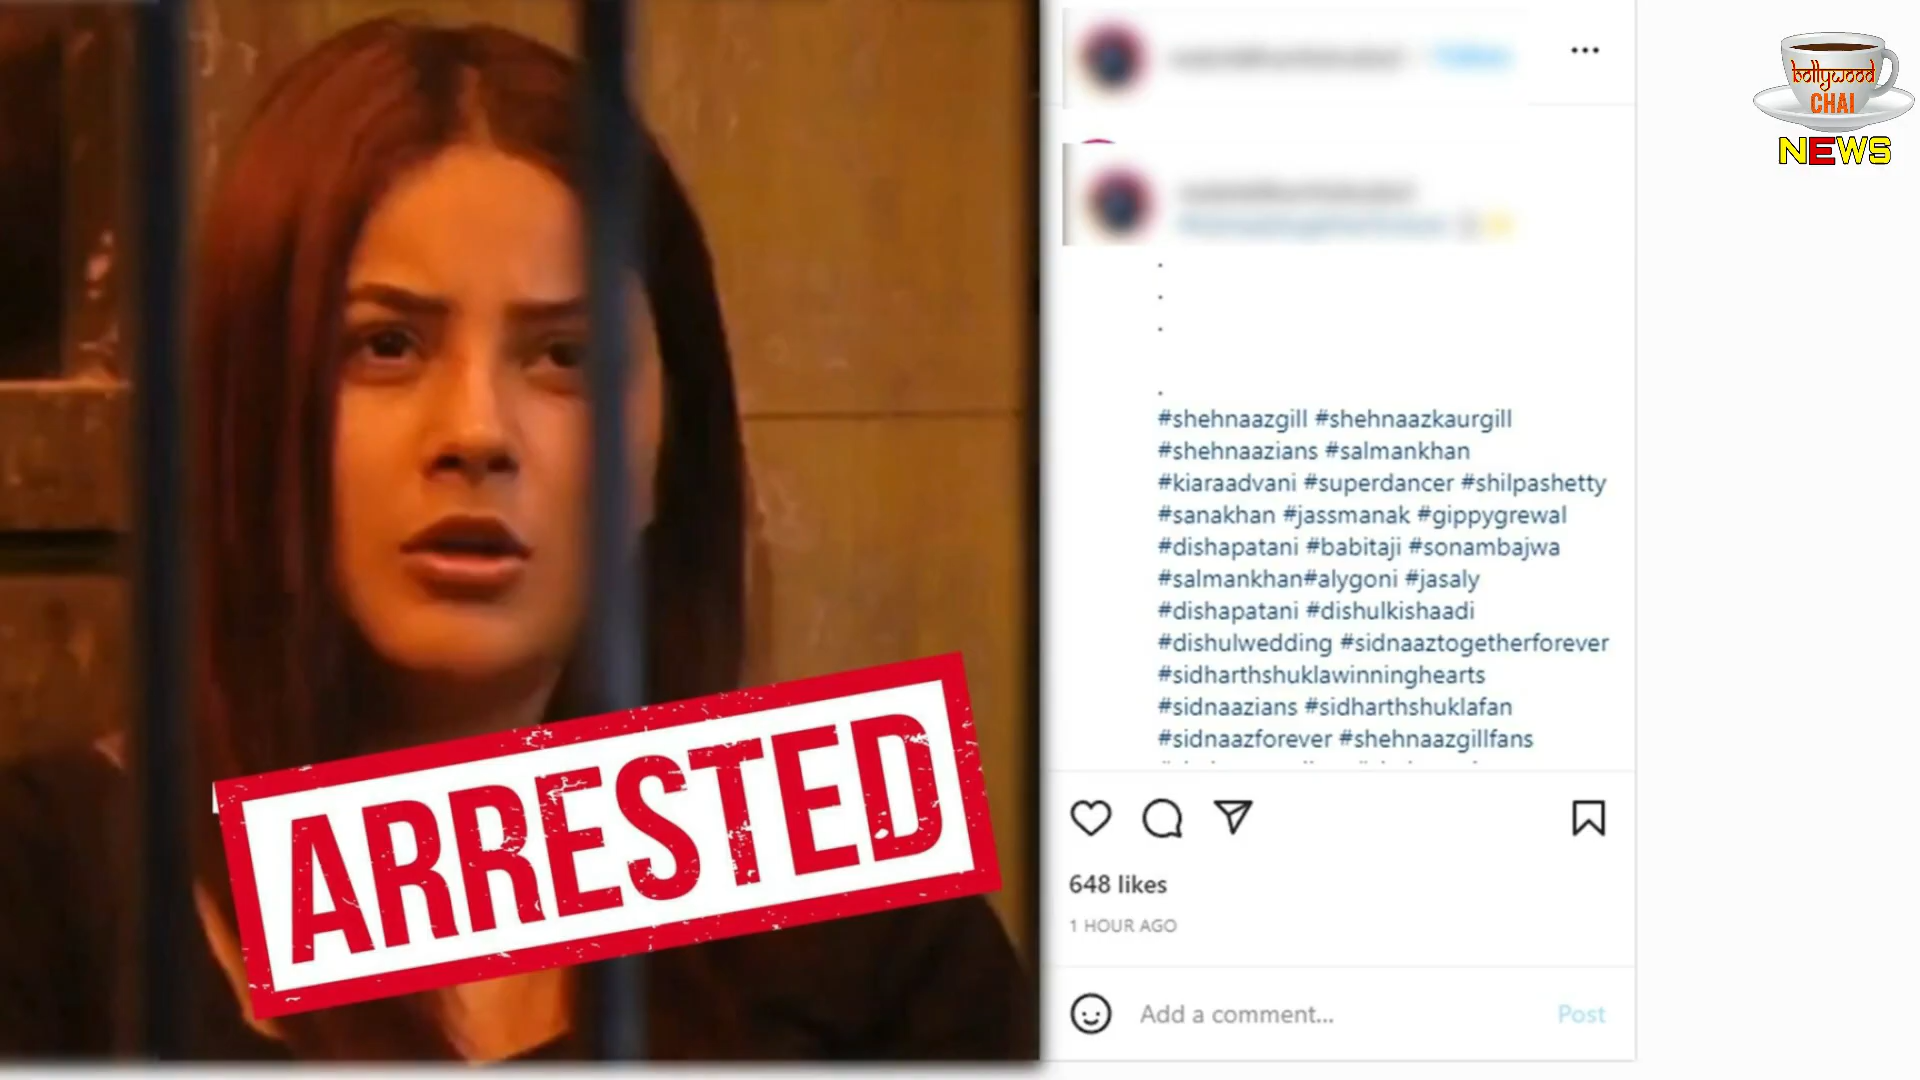 bollywood
CHAI
NEWS
.
.
.
.
#shehnaazgill #shehnaazkaurgill
#shehnaazians #salmankhan
#kiaraadvani #superdancer #shilpashetty
#sanakhan #jassmanak #gippygrewal
#dishapatani #babitaji #sonambajwa
#salmankhan#alygoni #jasaly
#dishapatani #dishulkishaadi
#dishulwedding #sidnaaztogetherforever
#sidharthshuklawinninghearts
#sidnaazians #sidharthshuklafan
#sidnaazforever #shehnaazgillfans
ARRESTED
648 likes
1 HOUR AGO
Add a comment...
Post